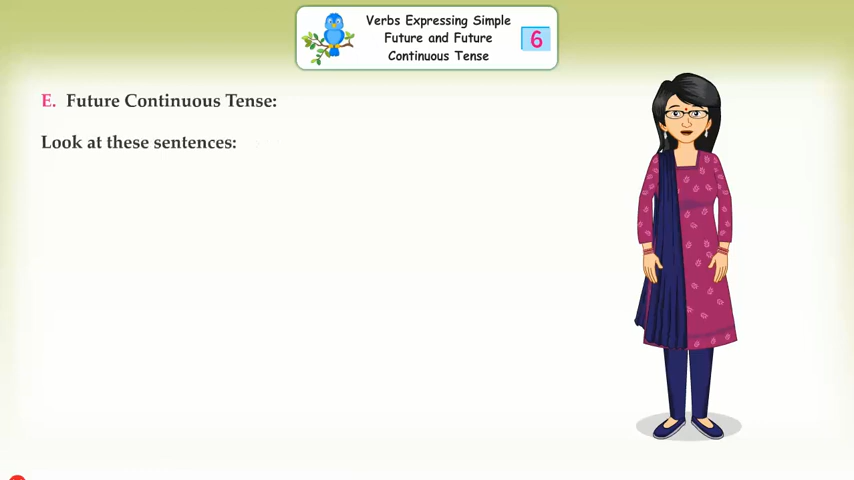 Verbs Expressing Simple
Future and Future
Continuous Tense
6
E. Future Continuous Tense:
Look at these sentences: